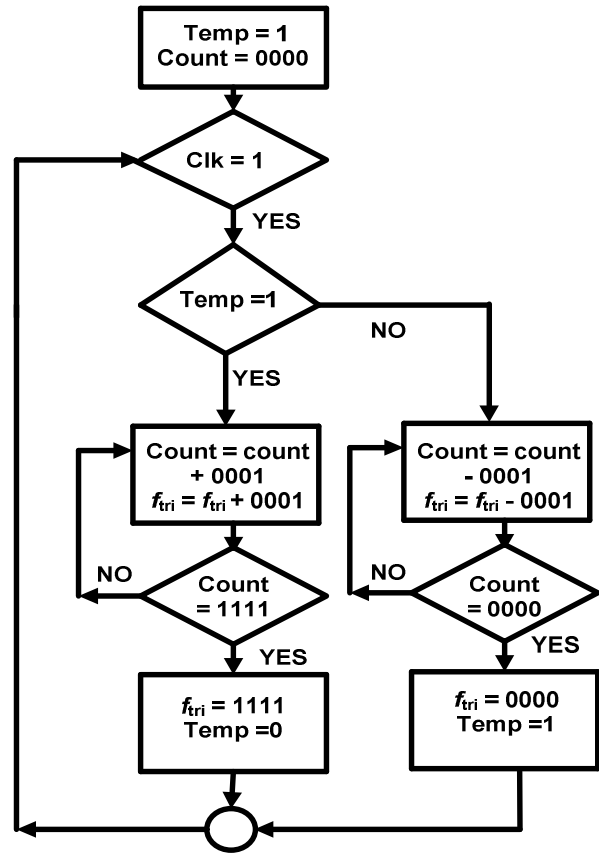 Temp = 1
Count = 0000
Clk = 1
YES
Temp =1
NO
YES
Count = count
+ 0001
ftri = ftri + 0001
Count = count
- 0001
ftri = ftri - 0001
NO
Count
= 1111
NO
Count
= 0000
YES
YES
ftri = 1111
Temp =0
ftri = 0000
Temp =1